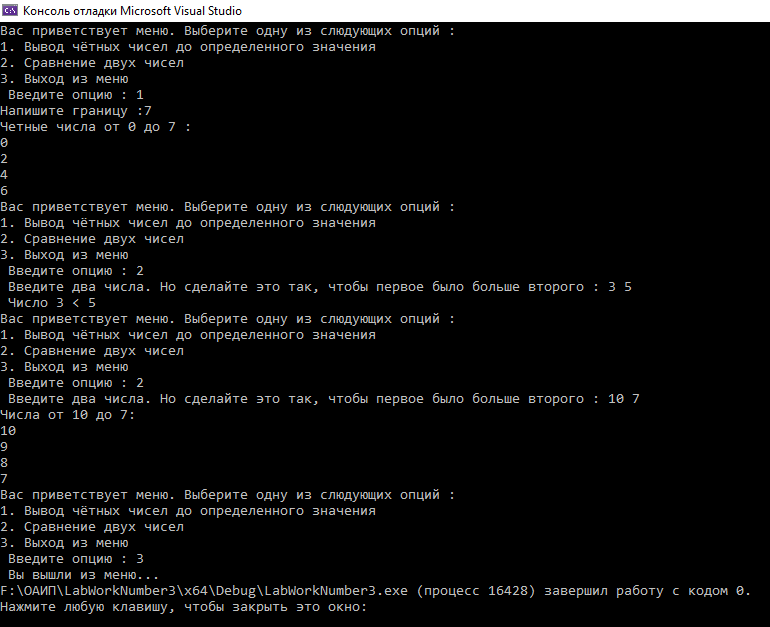 Консоль отладки Microsoft Visual Studio
Вас приветствует меню. Выберите одну из слюдующих опций :
1. Вывод чётных чисел до определенного значения
2. Сравнение двух чисел
3. Выход из меню
Введите опцию : 1
Напишите границу :7
Четные числа от 0 до 7 :
0
2
4
6
Вас приветствует меню. Выберите одну из слюдующих опций :
1. Вывод чётных чисел до определенного значения
2. Сравнение двух чисел
3. Выход из меню
Введите опцию : 2
Введите два числа. Но сделайте это так, чтобы первое было больше второго : 3 5
Число 3 < 5
Вас приветствует меню. Выберите одну из слюдующих опций :
1. Вывод чётных чисел до определенного значения
2. Сравнение двух чисел
3. Выход из меню
Введите опцию : 2
Введите два числа. Но сделайте это так, чтобы первое было больше второго : 10 7
Числа от 10 до 7:
10
9
8
7
Вас приветствует меню. Выберите одну из слюдующих опций :
1. Вывод чётных чисел до определенного значения
2. Сравнение двух чисел
3. Выход из меню
Введите опцию : 3
Вы вышли из меню...
F:\ОАИП\LabWorkNumber3\x64\Debug\LabWorkNumber3.exe (процесс 16428) завершил работу с кодом 0.
Нажмите любую клавишу, чтобы закрыть это окно: